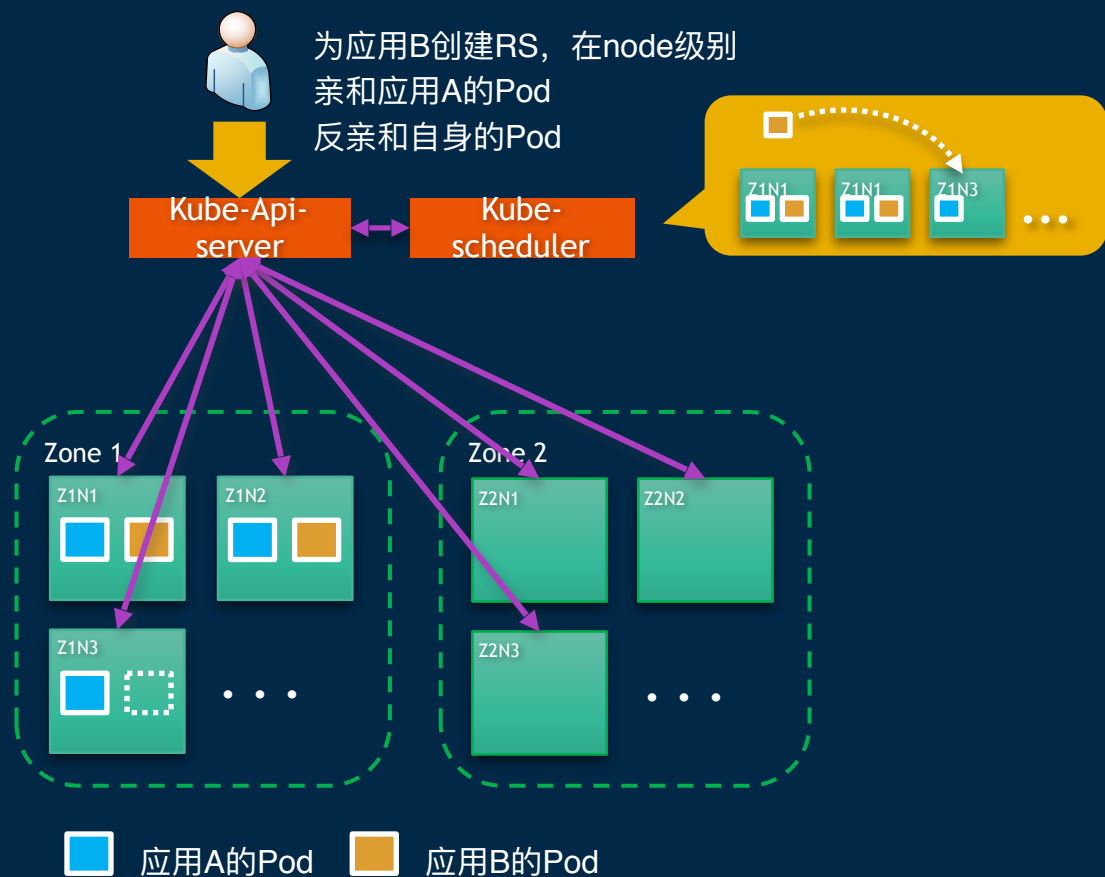 为应用B创建RS，在node级别
亲和应用A的Pod
反亲和自身的Pod
Kube-Api-
server
Kube-
scheduler
Z1N1
Z1N1
Z1N3
...
Zone 1
Z1N1
Z1N2
Z1N3
...
Zone 2
Z2N1
Z2N2
Z2N3
...
应用A的Pod
应用B的Pod